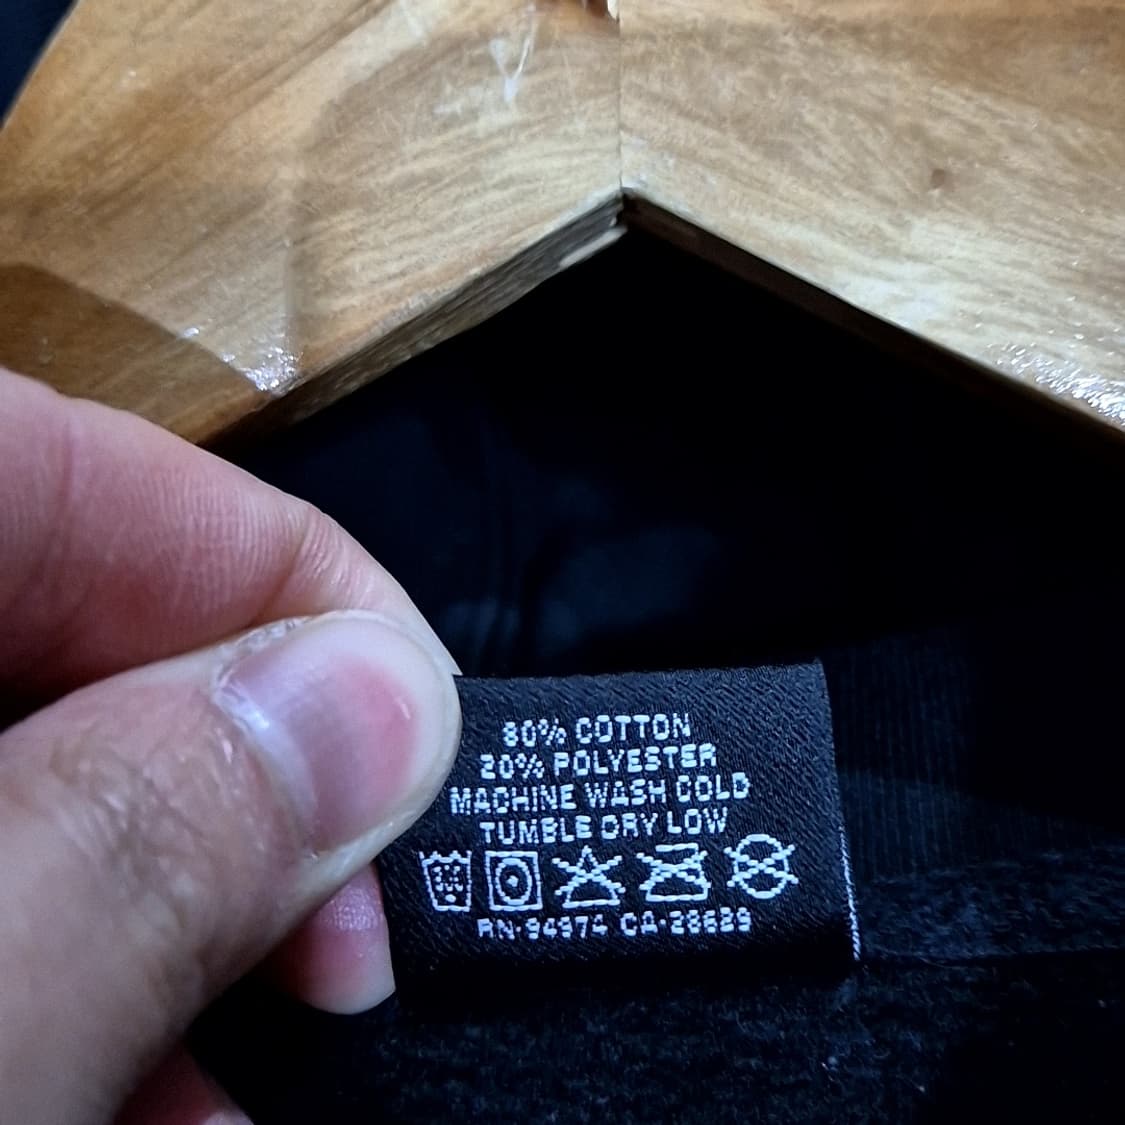 80% COTTON
20% POLYESTER
MACHINE WASH COLD
TUMBLE DRY LOW
RN·94974 CA·28629